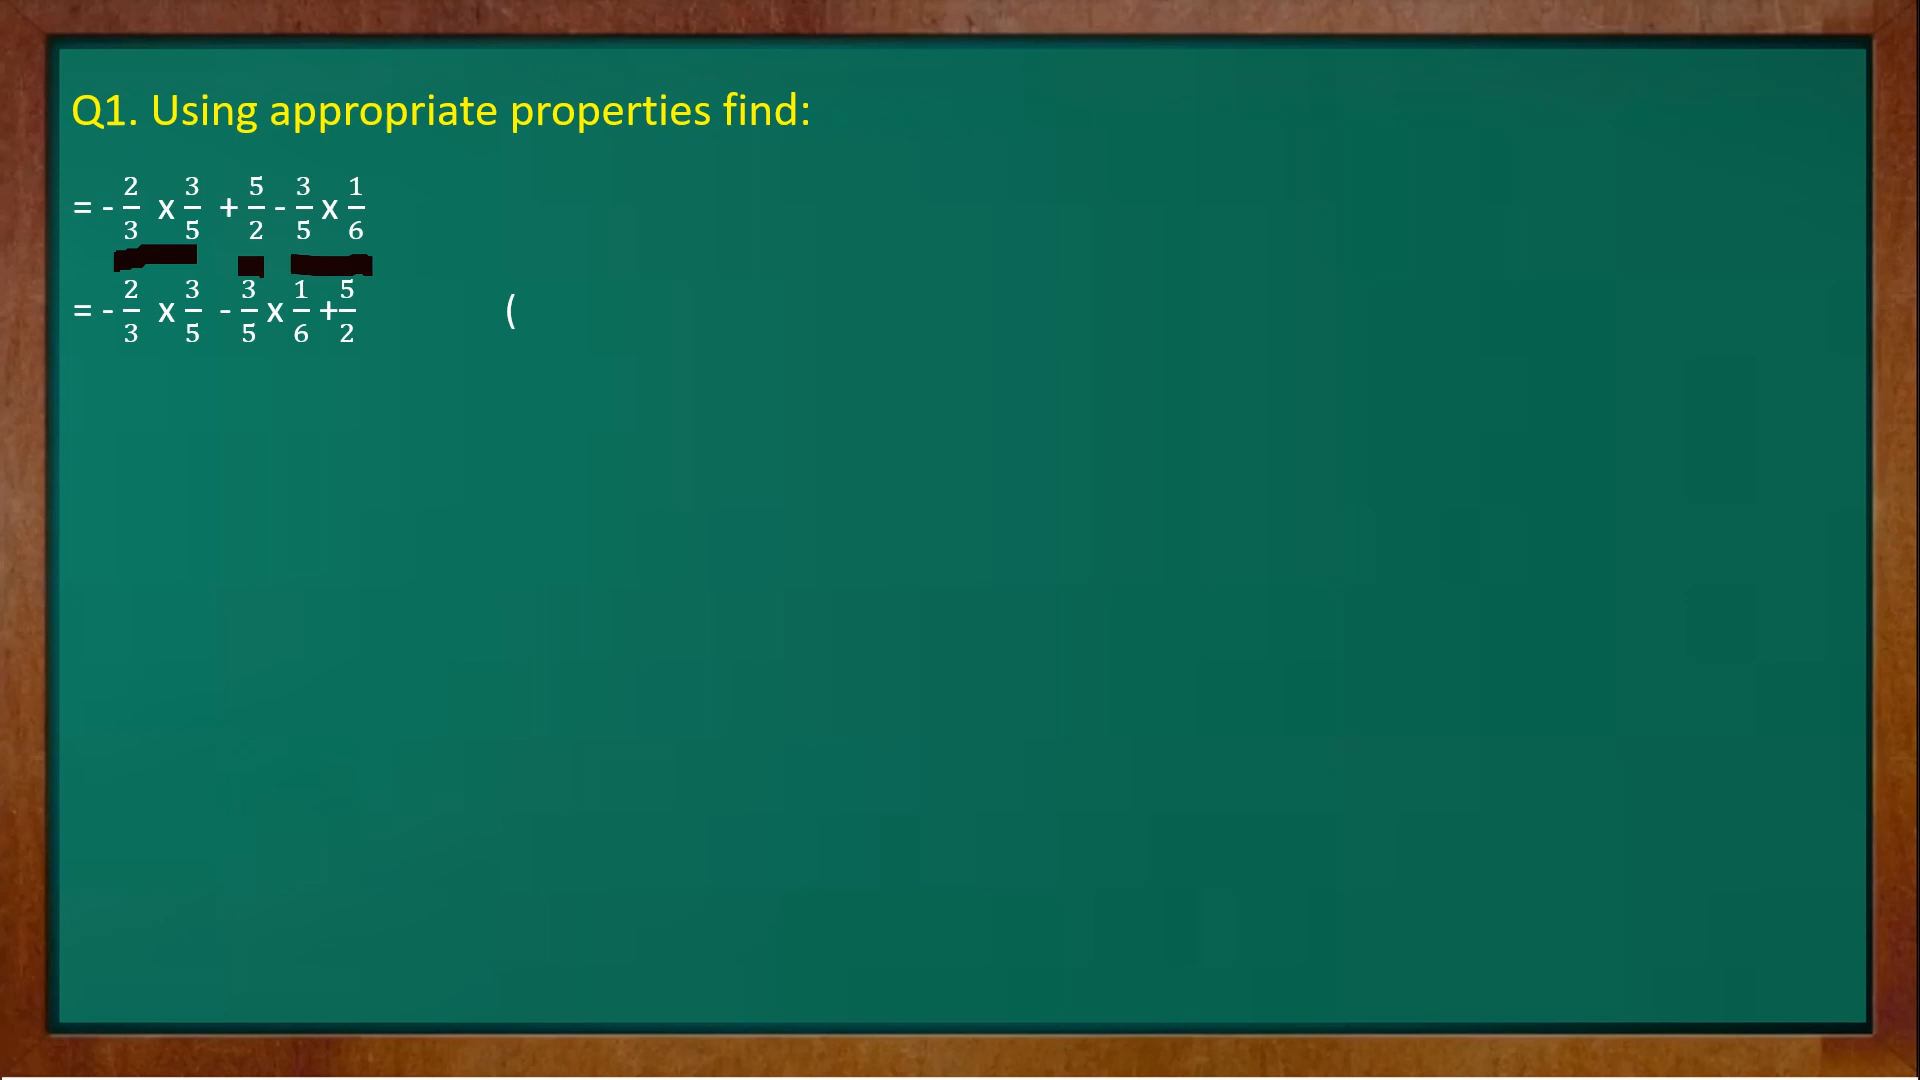 Q1. Using appropriate properties find:
= - 2/3 x 3/5 + 5/2 - 3/5 x 1/6
= - 2/3 x 3/5 - 3/5 x 1/6 + 5/2 (